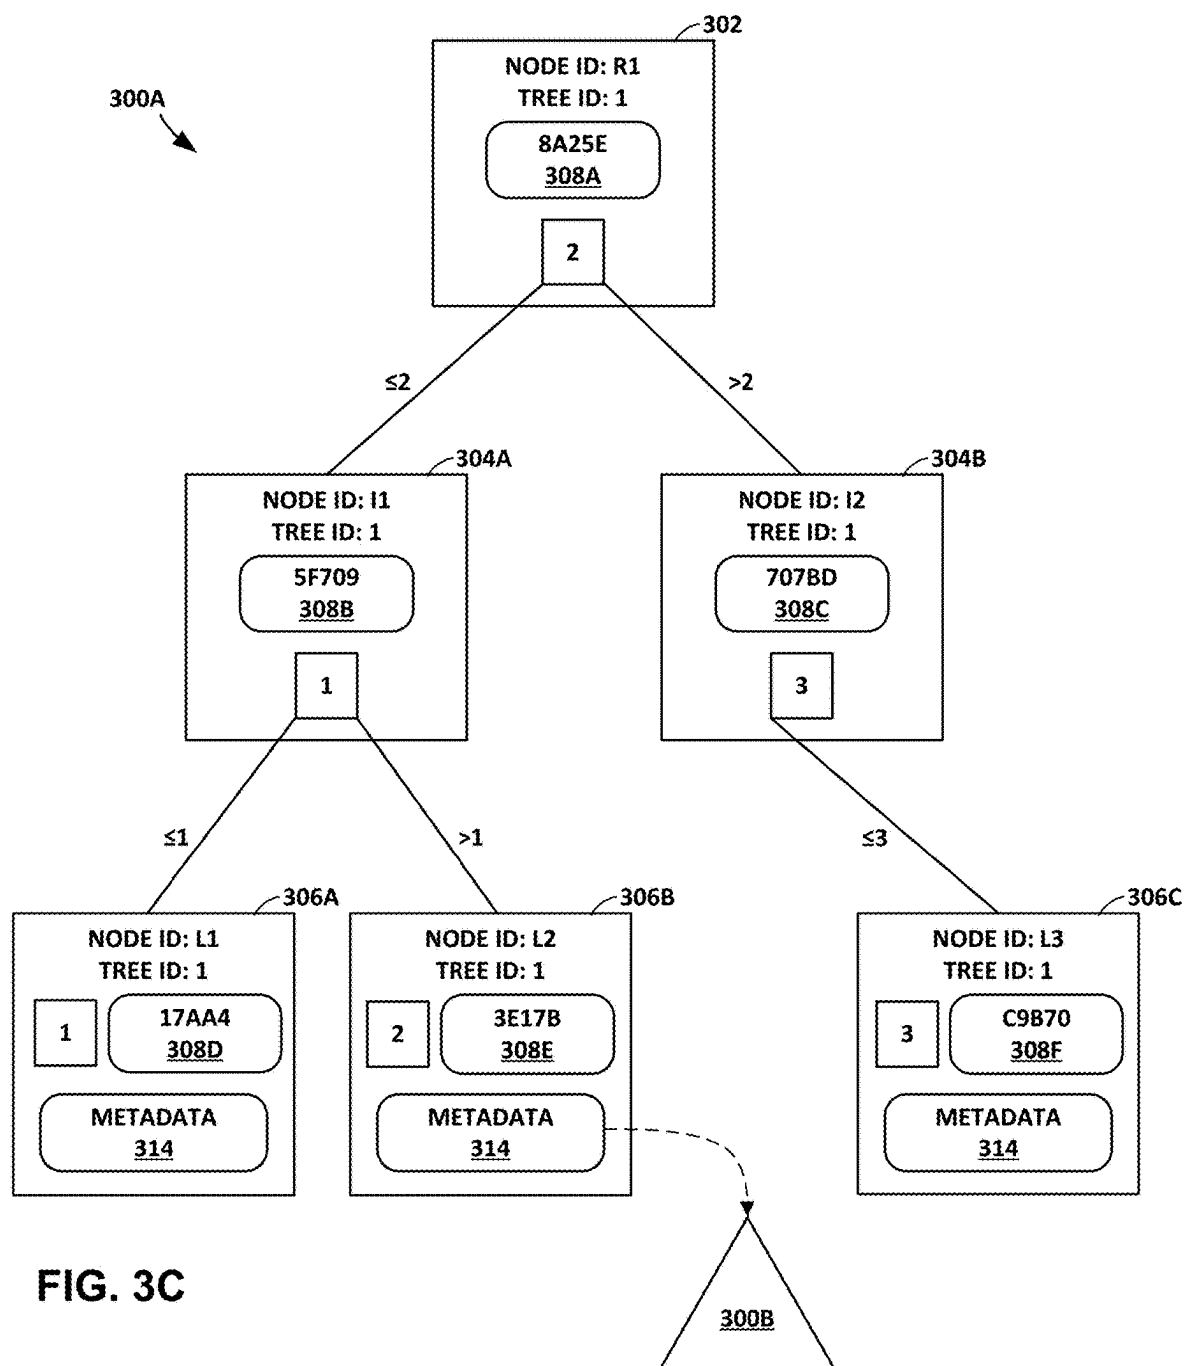 302
NODE ID: R1
TREE ID: 1
300A
8A25E
308A
2
≤2
>2
304A
304B
NODE ID: I1
TREE ID: 1
5F709
308B
1
NODE ID: I2
TREE ID: 1
707BD
308C
3
≤1
>1
≤3
306A
306B
306C
NODE ID: L1
TREE ID: 1
1
17AA4
308D
METADATA
314
NODE ID: L2
TREE ID: 1
2
3E17B
308E
METADATA
314
NODE ID: L3
TREE ID: 1
3
C9B70
308F
METADATA
314
FIG. 3C
300B